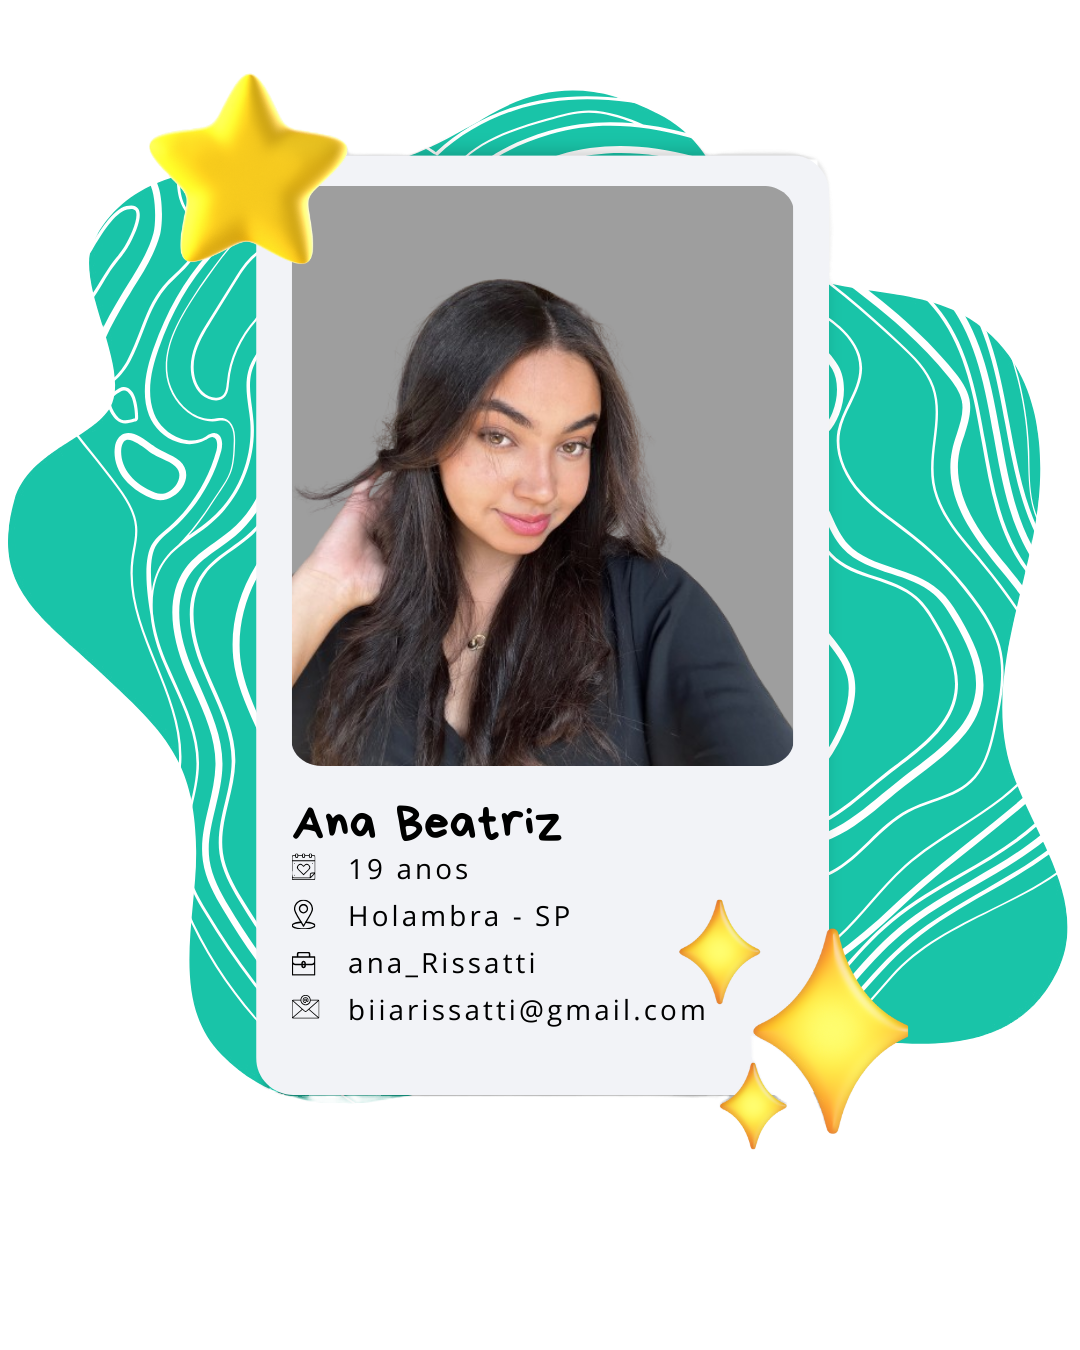 Ana Beatriz
19 anos
Holambra - SP
ana_Rissatti
biiarissatti@gmail.com